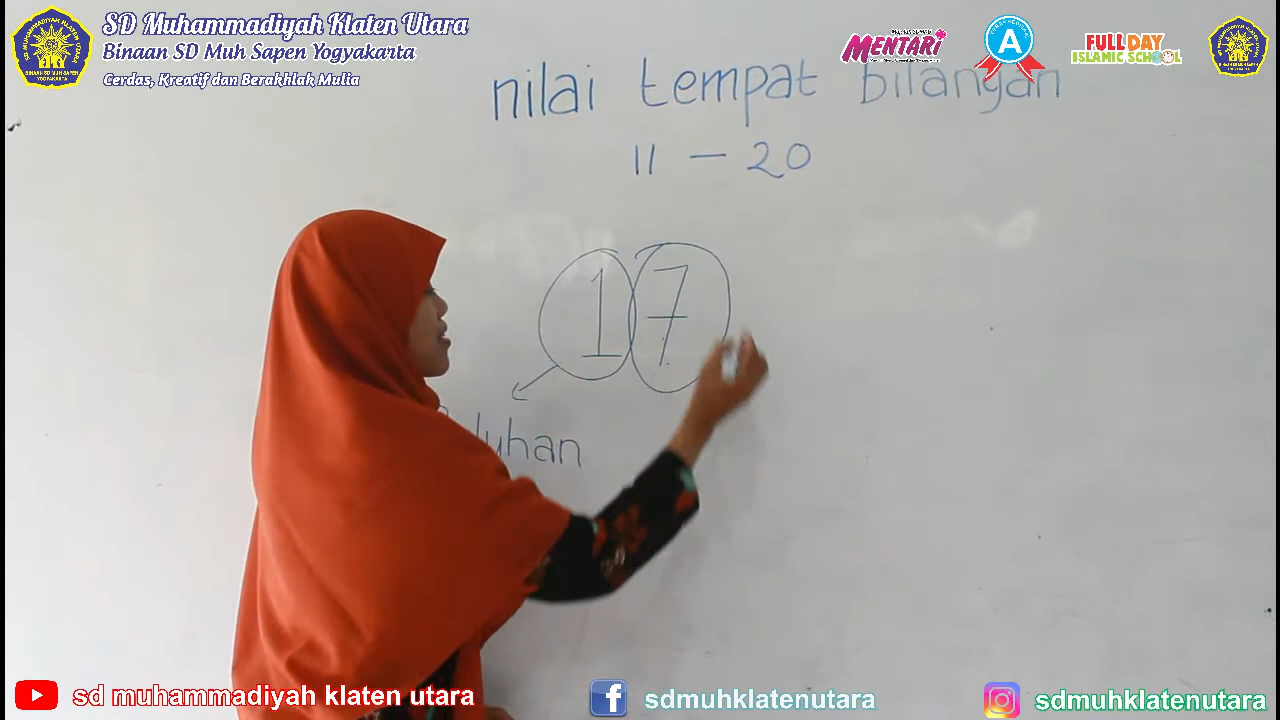 SD Muhammadiyah Klaten Utara
Binaan SD Muh Sapen Yogyakarta
Cerdas, Kreatif dan Berakhlak Mulia
MENTARI
A
FULL DAY
ISLAMIC SCHOOL
nilai tempat bilangan
11 - 20
17
luhan
sd muhammadiyah klaten utara
sdmuhklatenutara
sdmuhklatenutara